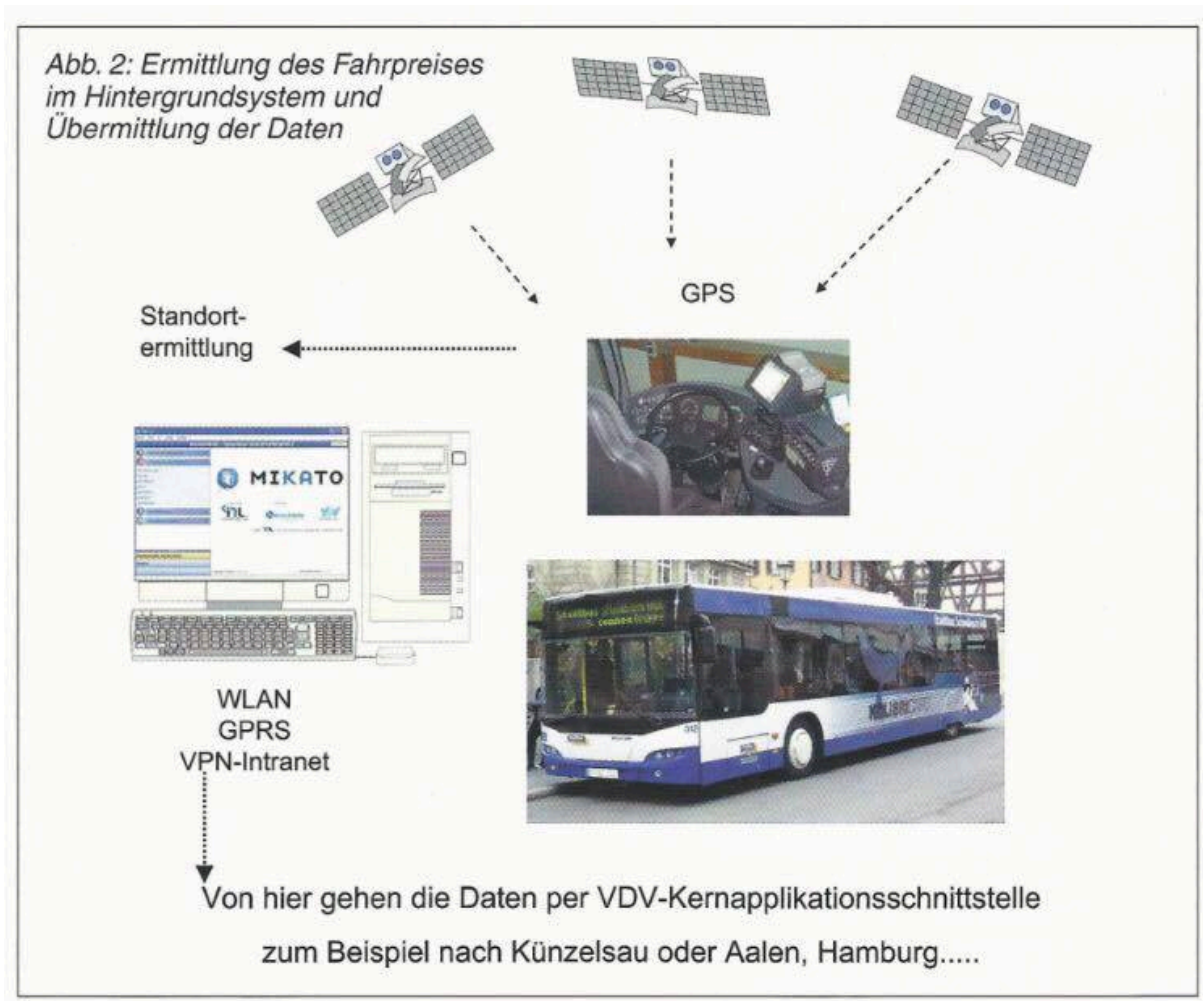 Abb. 2: Ermittlung des Fahrpreises
im Hintergrundsystem und
Übermittlung der Daten
GPS
Standort-
ermittlung
MIKATO
WLAN
GPRS
VPN-Intranet
Von hier gehen die Daten per VDV-Kernapplikationsschnittstelle
zum Beispiel nach Künzelsau oder Aalen, Hamburg.....